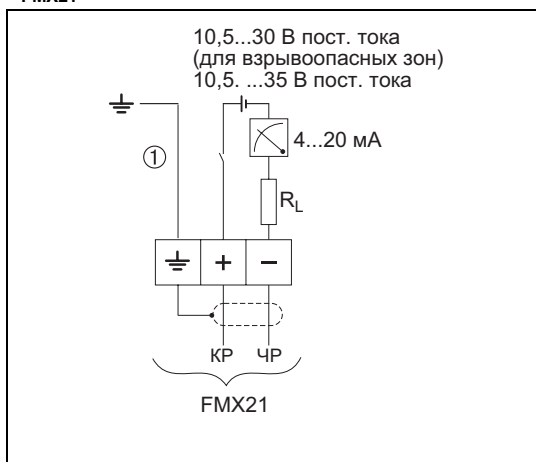 FMX21
10,5...30 В пост. тока
(для взрывоопасных зон)
10,5. ...35 В пост. тока
4...20 мА
①
RL
+ −
КР ЧР
FMX21